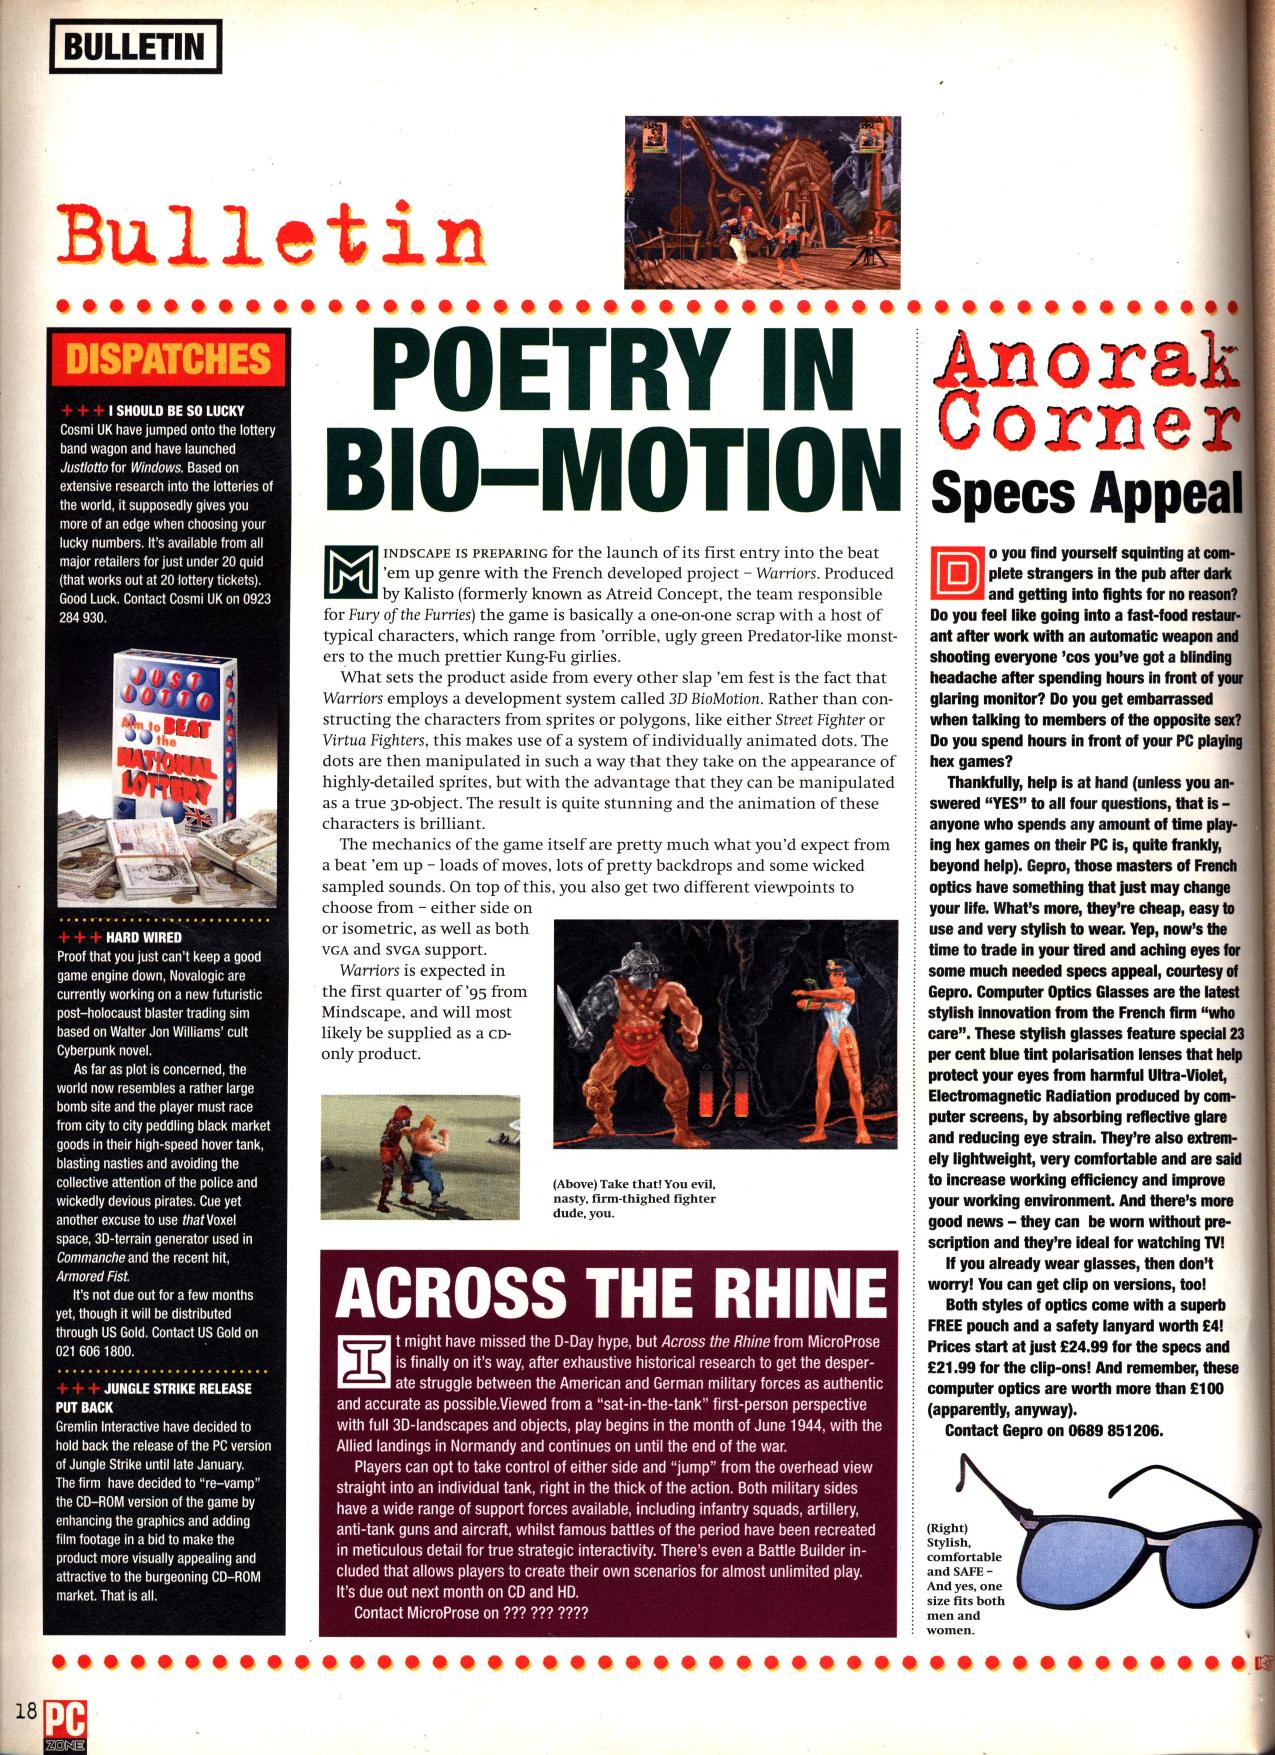 BULLETIN
Bulletin
DISPATCHES
+++ I SHOULD BE SO LUCKY
Cosmi UK have jumped onto the lottery
band wagon and have launched
Justlotto for Windows. Based on
extensive research into the lotteries of
the world, it supposedly gives you
more of an edge when choosing your
lucky numbers. It's available from all
major retailers for just under 20 quid
(that works out at 20 lottery tickets).
Good Luck. Contact Cosmi UK on 0923
284 930.
JUST
LOTTO
Aim to BEAT
the
NATIONAL
LOTTERY
+++ HARD WIRED
Proof that you just can't keep a good
game engine down, Novalogic are
currently working on a new futuristic
post–holocaust blaster trading sim
based on Walter Jon Williams' cult
Cyberpunk novel.
As far as plot is concerned, the
world now resembles a rather large
bomb site and the player must race
from city to city peddling black market
goods in their high-speed hover tank,
blasting nasties and avoiding the
collective attention of the police and
wickedly devious pirates. Cue yet
another excuse to use that Voxel
space, 3D-terrain generator used in
Commanche and the recent hit,
Armored Fist.
It's not due out for a few months
yet, though it will be distributed
through US Gold. Contact US Gold on
021 606 1800.
+++ JUNGLE STRIKE RELEASE
PUT BACK
Gremlin Interactive have decided to
hold back the release of the PC version
of Jungle Strike until late January.
The firm have decided to "re–vamp"
the CD–ROM version of the game by
enhancing the graphics and adding
film footage in a bid to make the
product more visually appealing and
attractive to the burgeoning CD–ROM
market. That is all.
POETRY IN
BIO–MOTION
MINDSCAPE IS PREPARING for the launch of its first entry into the beat
'em up genre with the French developed project – Warriors. Produced
by Kalisto (formerly known as Atreid Concept, the team responsible
for Fury of the Furries) the game is basically a one-on-one scrap with a host of
typical characters, which range from 'orrible, ugly green Predator-like monst-
ers to the much prettier Kung-Fu girlies.
What sets the product aside from every other slap 'em fest is the fact that
Warriors employs a development system called 3D BioMotion. Rather than con-
structing the characters from sprites or polygons, like either Street Fighter or
Virtua Fighters, this makes use of a system of individually animated dots. The
dots are then manipulated in such a way that they take on the appearance of
highly-detailed sprites, but with the advantage that they can be manipulated
as a true 3D-object. The result is quite stunning and the animation of these
characters is brilliant.
The mechanics of the game itself are pretty much what you'd expect from
a beat 'em up – loads of moves, lots of pretty backdrops and some wicked
sampled sounds. On top of this, you also get two different viewpoints to
choose from – either side on
or isometric, as well as both
VGA and SVGA support.
Warriors is expected in
the first quarter of '95 from
Mindscape, and will most
likely be supplied as a CD-
only product.
(Above) Take that! You evil,
nasty, firm-thighed fighter
dude, you.
ACROSS THE RHINE
It might have missed the D-Day hype, but Across the Rhine from MicroProse
is finally on it's way, after exhaustive historical research to get the desper-
ate struggle between the American and German military forces as authentic
and accurate as possible.Viewed from a "sat-in-the-tank" first-person perspective
with full 3D-landscapes and objects, play begins in the month of June 1944, with the
Allied landings in Normandy and continues on until the end of the war.
Players can opt to take control of either side and "jump" from the overhead view
straight into an individual tank, right in the thick of the action. Both military sides
have a wide range of support forces available, including infantry squads, artillery,
anti-tank guns and aircraft, whilst famous battles of the period have been recreated
in meticulous detail for true strategic interactivity. There's even a Battle Builder in-
cluded that allows players to create their own scenarios for almost unlimited play.
It's due out next month on CD and HD.
Contact MicroProse on ??? ??? ????
Anorak
Corner
Specs Appeal
Do you find yourself squinting at com-
plete strangers in the pub after dark
and getting into fights for no reason?
Do you feel like going into a fast-food restaur-
ant after work with an automatic weapon and
shooting everyone 'cos you've got a blinding
headache after spending hours in front of your
glaring monitor? Do you get embarrassed
when talking to members of the opposite sex?
Do you spend hours in front of your PC playing
hex games?
Thankfully, help is at hand (unless you an-
swered "YES" to all four questions, that is –
anyone who spends any amount of time play-
ing hex games on their PC is, quite frankly,
beyond help). Gepro, those masters of French
optics have something that just may change
your life. What's more, they're cheap, easy to
use and very stylish to wear. Yep, now's the
time to trade in your tired and aching eyes for
some much needed specs appeal, courtesy of
Gepro. Computer Optics Glasses are the latest
stylish innovation from the French firm "who
care". These stylish glasses feature special 23
per cent blue tint polarisation lenses that help
protect your eyes from harmful Ultra-Violet,
Electromagnetic Radiation produced by com-
puter screens, by absorbing reflective glare
and reducing eye strain. They're also extrem-
ely lightweight, very comfortable and are said
to increase working efficiency and improve
your working environment. And there's more
good news – they can be worn without pre-
scription and they're ideal for watching TV!
If you already wear glasses, then don't
worry! You can get clip on versions, too!
Both styles of optics come with a superb
FREE pouch and a safety lanyard worth £4!
Prices start at just £24.99 for the specs and
£21.99 for the clip-ons! And remember, these
computer optics are worth more than £100
(apparently, anyway).
Contact Gepro on 0689 851206.
(Right)
Stylish,
comfortable
and SAFE –
And yes, one
size fits both
men and
women.
18 PC
ZONE